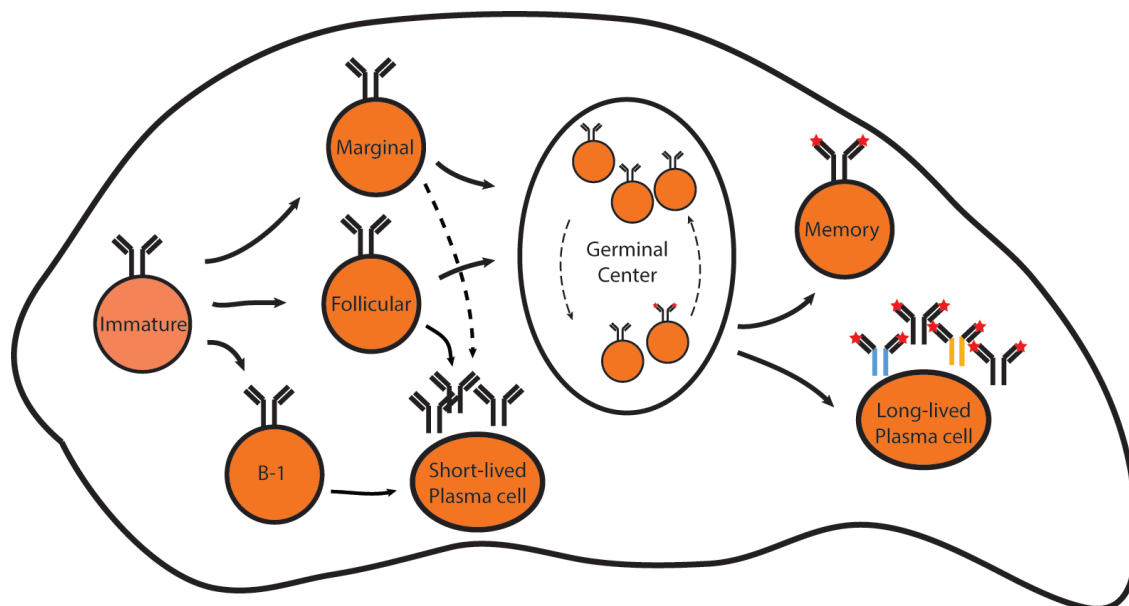 Marginal
Immature
Follicular
B-1
Short-lived
Plasma cell
Germinal
Center
Memory
Long-lived
Plasma cell